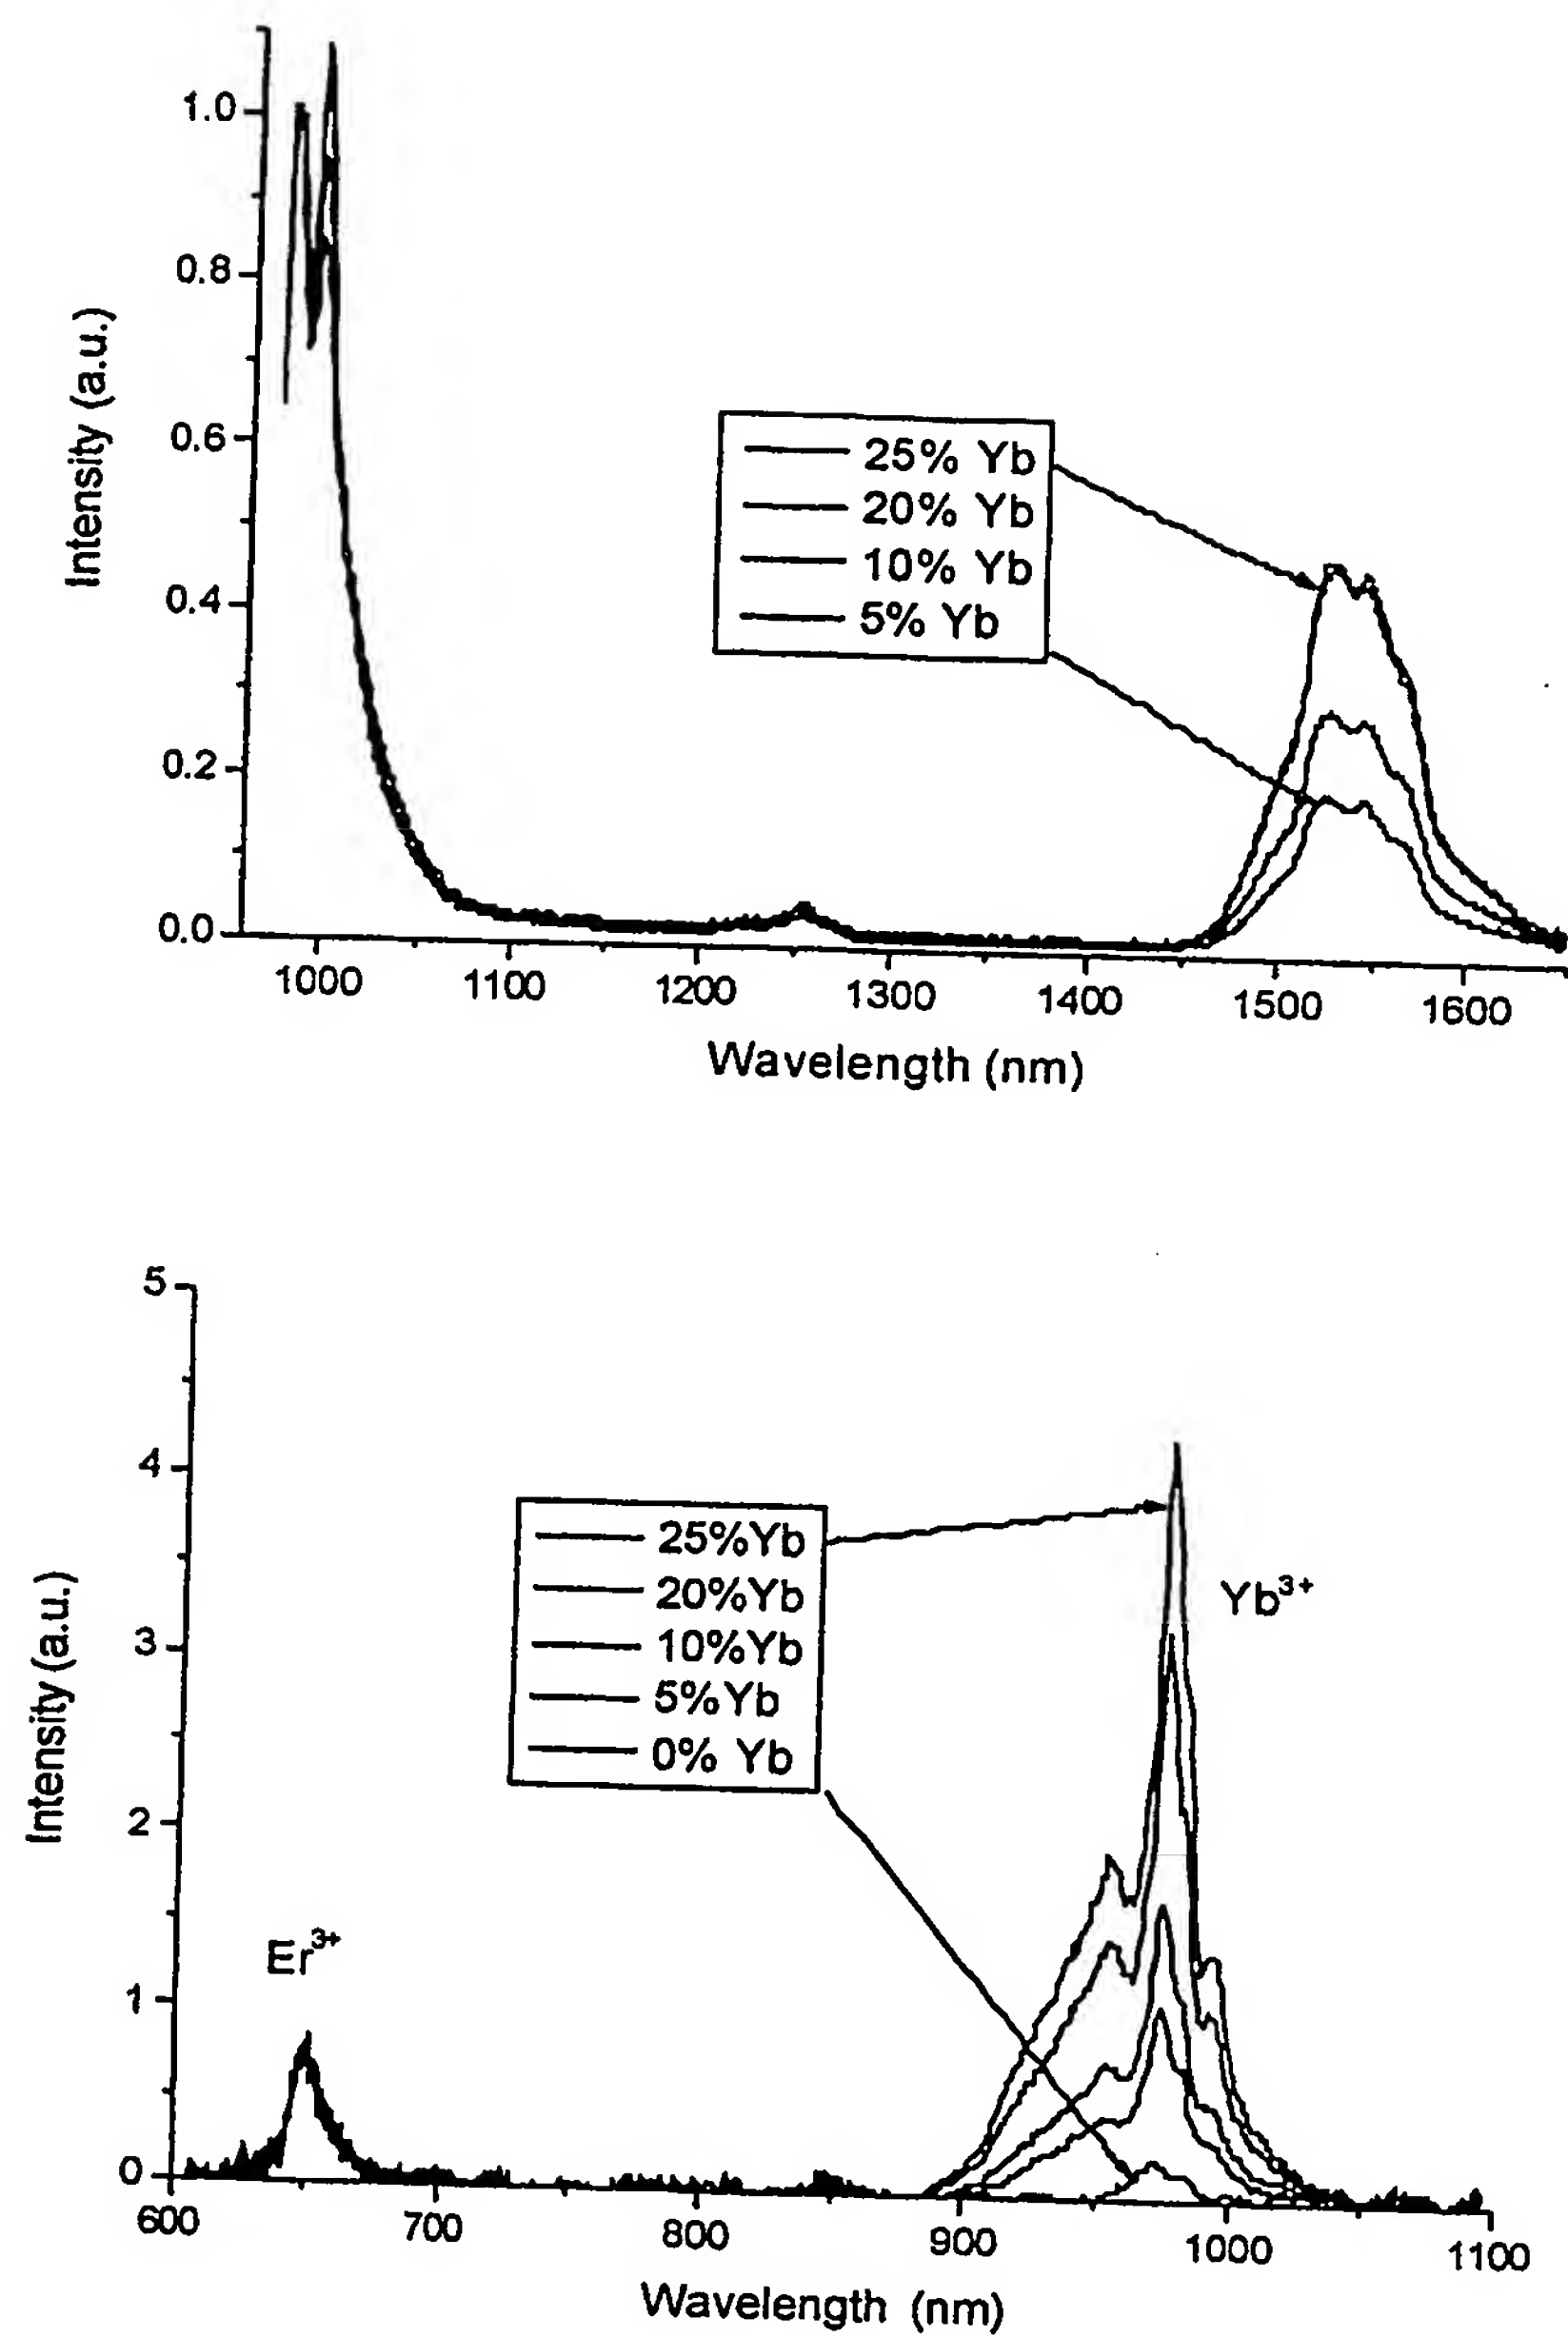 1.0
0.8
0.6
0.4
0.2
0.0
Intensity (a.u.)
25% Yb
20% Yb
10% Yb
5% Yb
1000 1100 1200 1300 1400 1500 1600
Wavelength (nm)
5
4
3
2
1
0
Intensity (a.u.)
25%Yb
20%Yb
10%Yb
5%Yb
0% Yb
Yb³⁺
Er³⁺
600 700 800 900 1000 1100
Wavelength (nm)